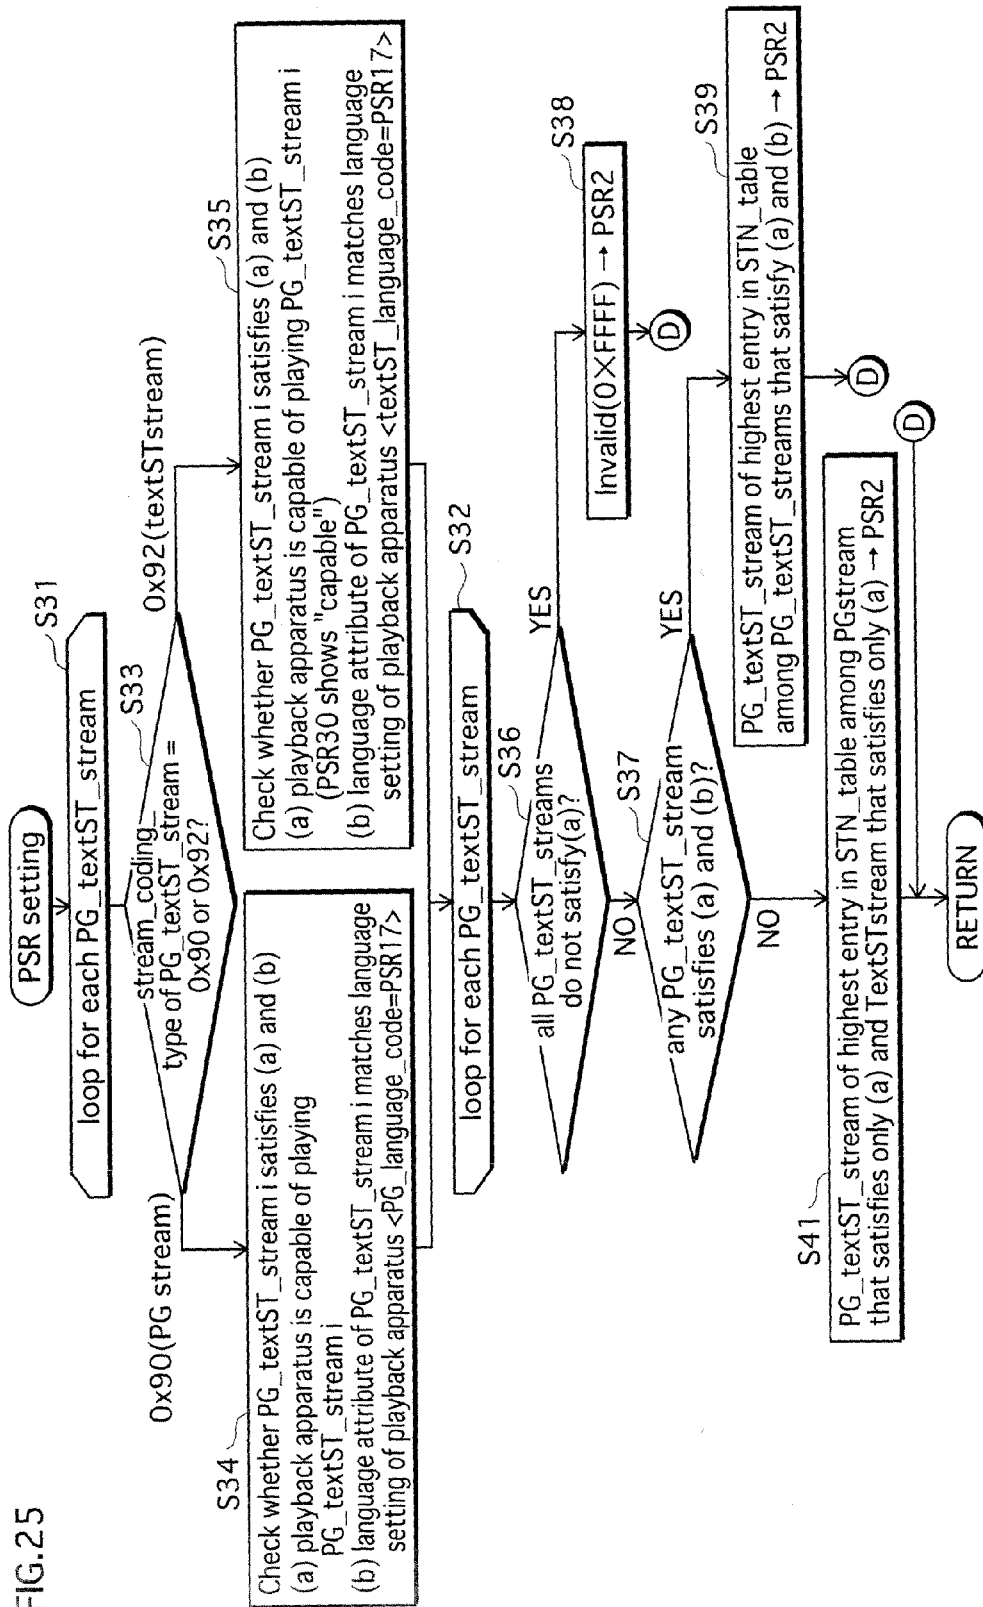 FIG.25
PSR setting
S31
loop for each PG_textST_stream
S33
stream_coding_
type of PG_textST_stream =
0x90 or 0x92?
0x90(PG stream)
0x92(textSTstream)
S34
Check whether PG_textST_stream i satisfies (a) and (b)
(a) playback apparatus is capable of playing
PG_textST_stream i
(b) language attribute of PG_textST_stream i matches language
setting of playback apparatus <PG_language_code=PSR17>
S35
Check whether PG_textST_stream i satisfies (a) and (b)
(a) playback apparatus is capable of playing PG_textST_stream i
(PSR30 shows "capable")
(b) language attribute of PG_textST_stream i matches language
setting of playback apparatus <textST_language_code=PSR17>
S32
loop for each PG_textST_stream
S36
all PG_textST_streams
do not satisfy(a)?
YES
NO
S38
Invalid(0XFFFF) → PSR2
D
S37
any PG_textST_stream
satisfies (a) and (b)?
YES
NO
S39
PG_textST_stream of highest entry in STN_table
among PG_textST_streams that satisfy (a) and (b) → PSR2
D
S41
PG_textST_stream of highest entry in STN_table among PGstream
that satisfies only (a) and TextSTstream that satisfies only (a) → PSR2
D
RETURN